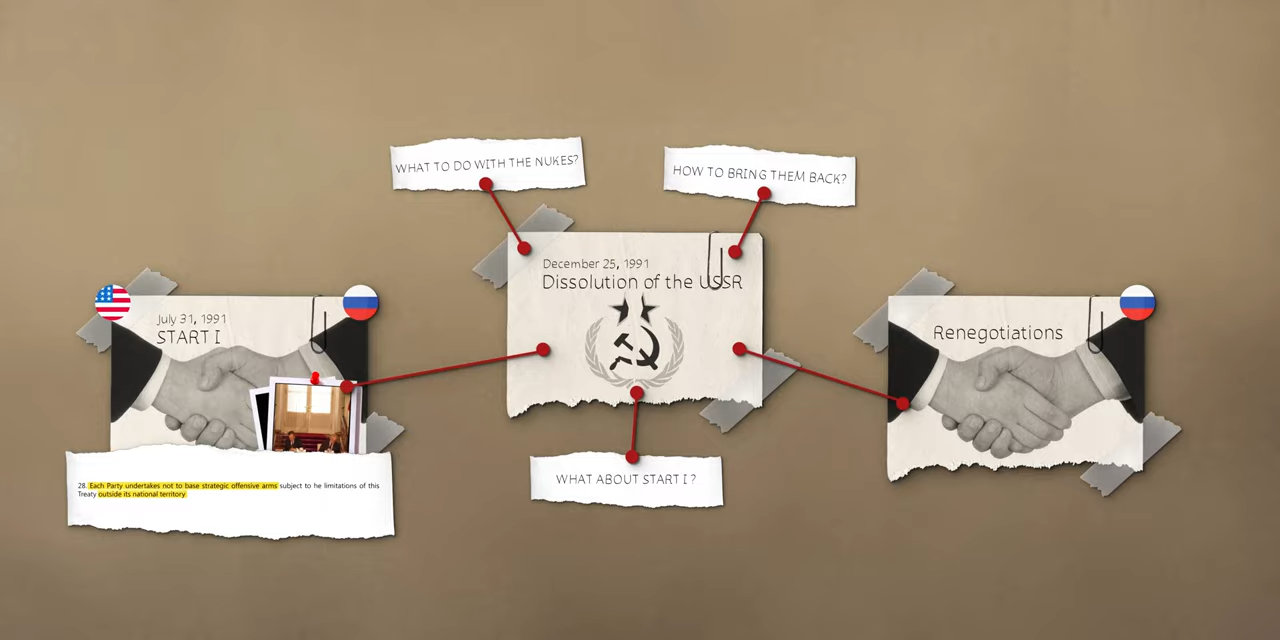 WHAT TO DO WITH THE NUKES?
HOW TO BRING THEM BACK?
December 25, 1991
Dissolution of the USSR
July 31, 1991
START I
Renegotiations
WHAT ABOUT START I ?
28. Each Party undertakes not to base strategic offensive arms subject to he limitations of this
Treaty outside its national territory.